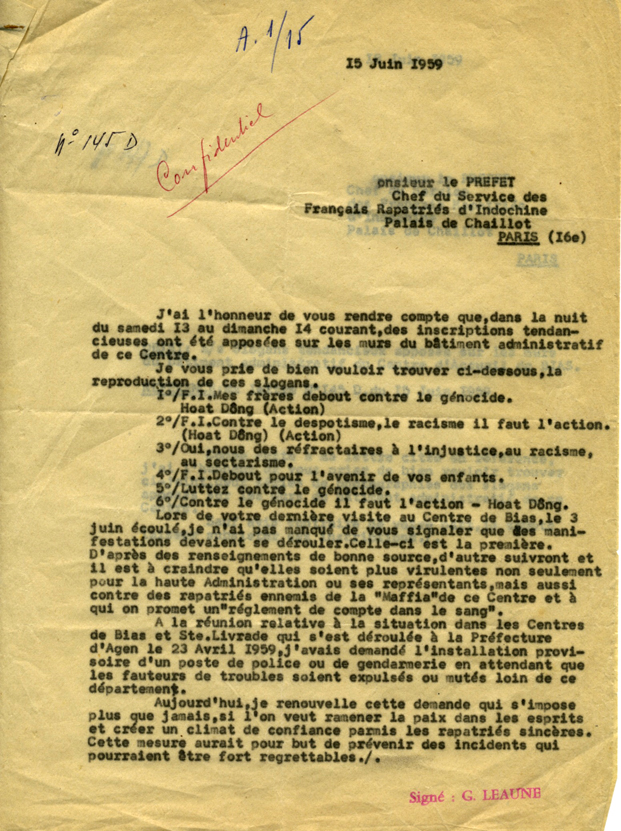 A. 1/15
15 Juin 1959
N° 145 D
Confidentiel
onsieur le PREFET
Chef du Service des
Français Rapatriés d'Indochine
Palais de Chaillot
PARIS (I6e)
PARIS
J'ai l'honneur de vous rendre compte que,dans la nuit
du samedi I3 au dimanche I4 courant,des inscriptions tendan-
cieuses ont été apposées sur les murs du bâtiment administratif
de ce Centre.
Je vous prie de bien vouloir trouver ci-dessous,la
reproduction de ces slogans.
I°/F.I.Mes frères debout contre le génocide.
Hoat Dông (Action)
2°/F.I.Contre le despotisme,le racisme il faut l'action.
(Hoat Dông) (Action)
3°/Oui,nous des réfractaires à l'injustice,au racisme,
au sectarisme.
4°/F.I.Debout pour l'avenir de vos enfants.
5°/Luttez contre le génocide.
6°/Contre le génocide il faut l'action - Hoat Dông.
Lors de votre dernière visite au Centre de Bias,le 3
juin écoulé,je n'ai pas manqué de vous signaler que des mani-
festations devaient se dérouler.Celle-ci est la première.
D'après des renseignements de bonne source,d'autre suivront et
il est à craindre qu'elles soient plus virulentes non seulement
pour la haute Administration ou ses représentants,mais aussi
contre des rapatriés ennemis de la "Maffia"de ce Centre et à
qui on promet un"réglement de compte dans le sang".
A la réunion relative à la situation dans les Centres
de Bias et Ste.Livrade qui s'est déroulée à la Préfecture
d'Agen le 23 Avril I959,j'avais demandé l'installation provi-
soire d'un poste de police ou de gendarmerie en attendant que
les fauteurs de troubles soient expulsés ou mutés loin de ce
département.
Aujourd'hui,je renouvelle cette demande qui s'impose
plus que jamais,si l'on veut ramener la paix dans les esprits
et créer un climat de confiance parmis les rapatriés sincères.
Cette mesure aurait pour but de prévenir des incidents qui
pourraient être fort regrettables./.
Signé : G. LEAUNE